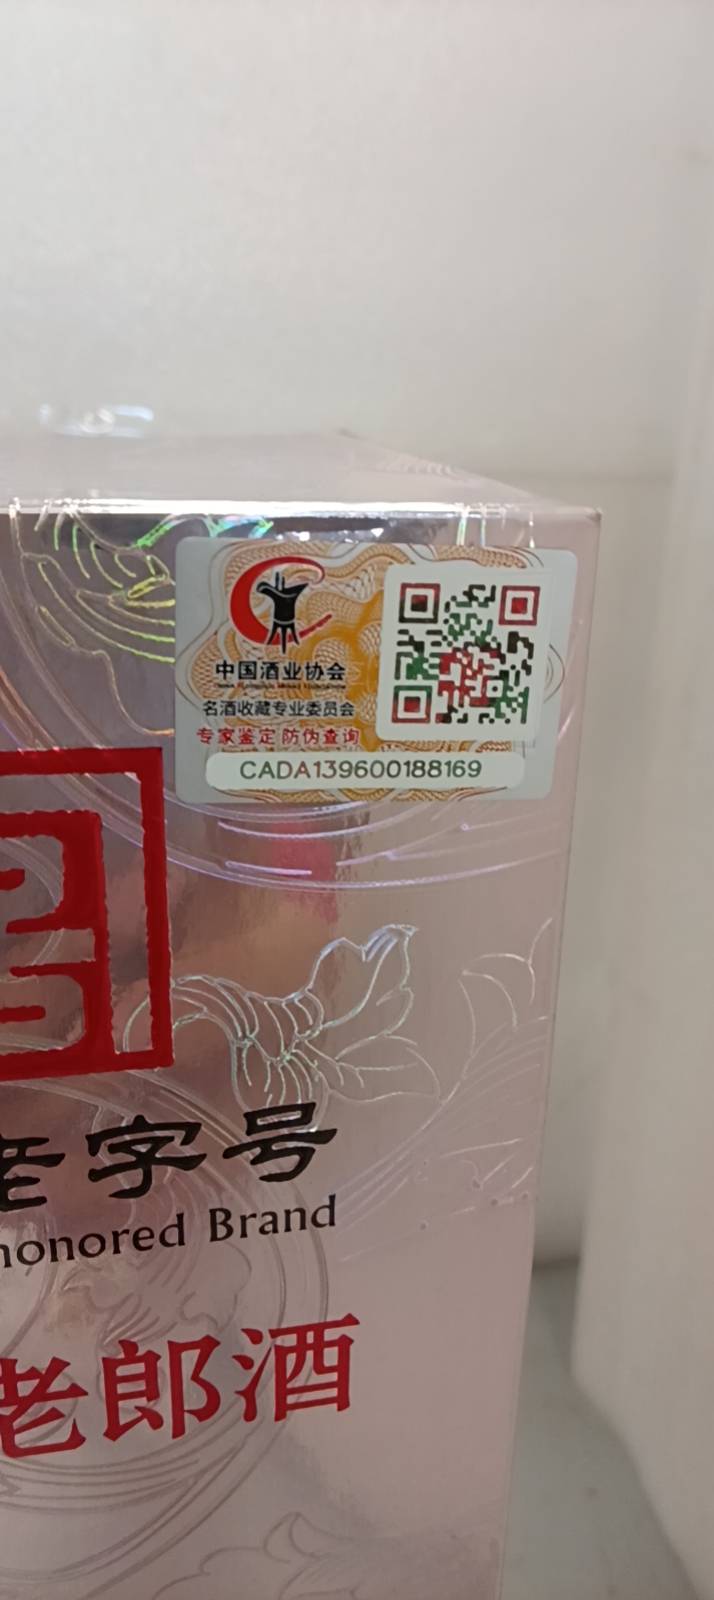 中国酒业协会
名酒收藏专业委员会
专家鉴定 防伪查询
CADA139600188169
老字号
honored Brand
老郎酒